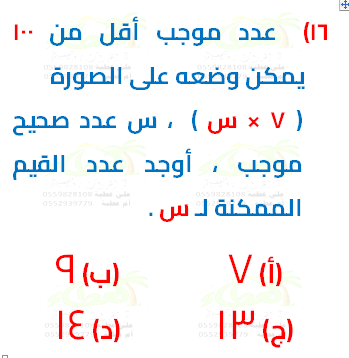 ١٦) عدد موجب أقل من ١٠٠
يمكن وضعه على الصورة
( ٧ × س ) ، س عدد صحيح
موجب ، أوجد عدد القيم
الممكنة لـ س .
(أ) ٧ (ب) ٩
(ج) ١٣ (د) ١٤